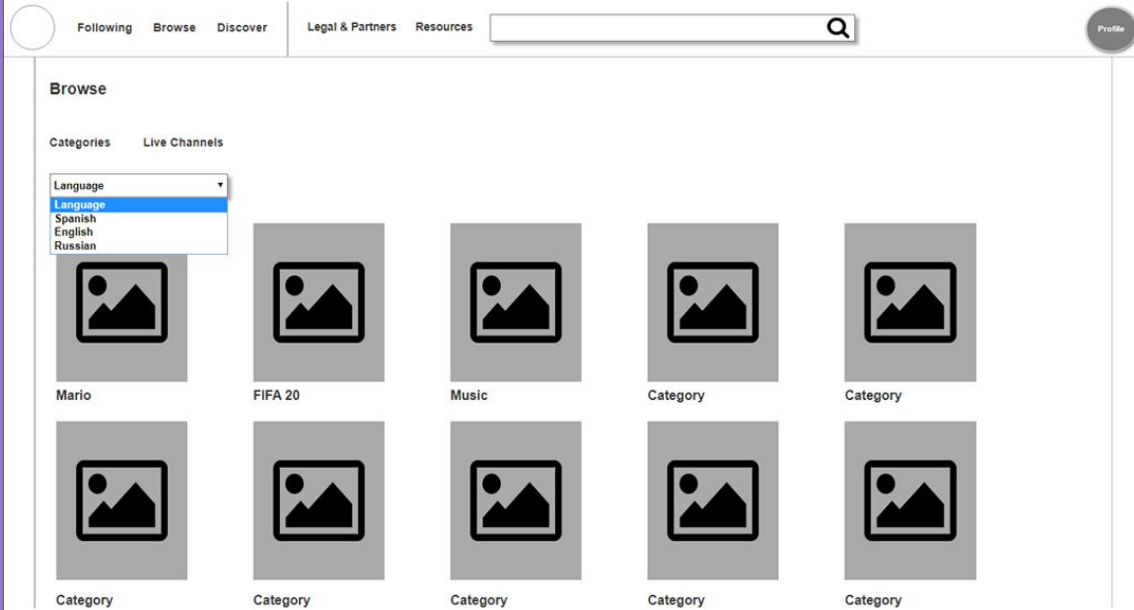 Following Browse Discover Legal & Partners Resources Profile
Browse
Categories Live Channels
Language
Language
Spanish
English
Russian
Mario FIFA 20 Music Category Category
Category Category Category Category Category